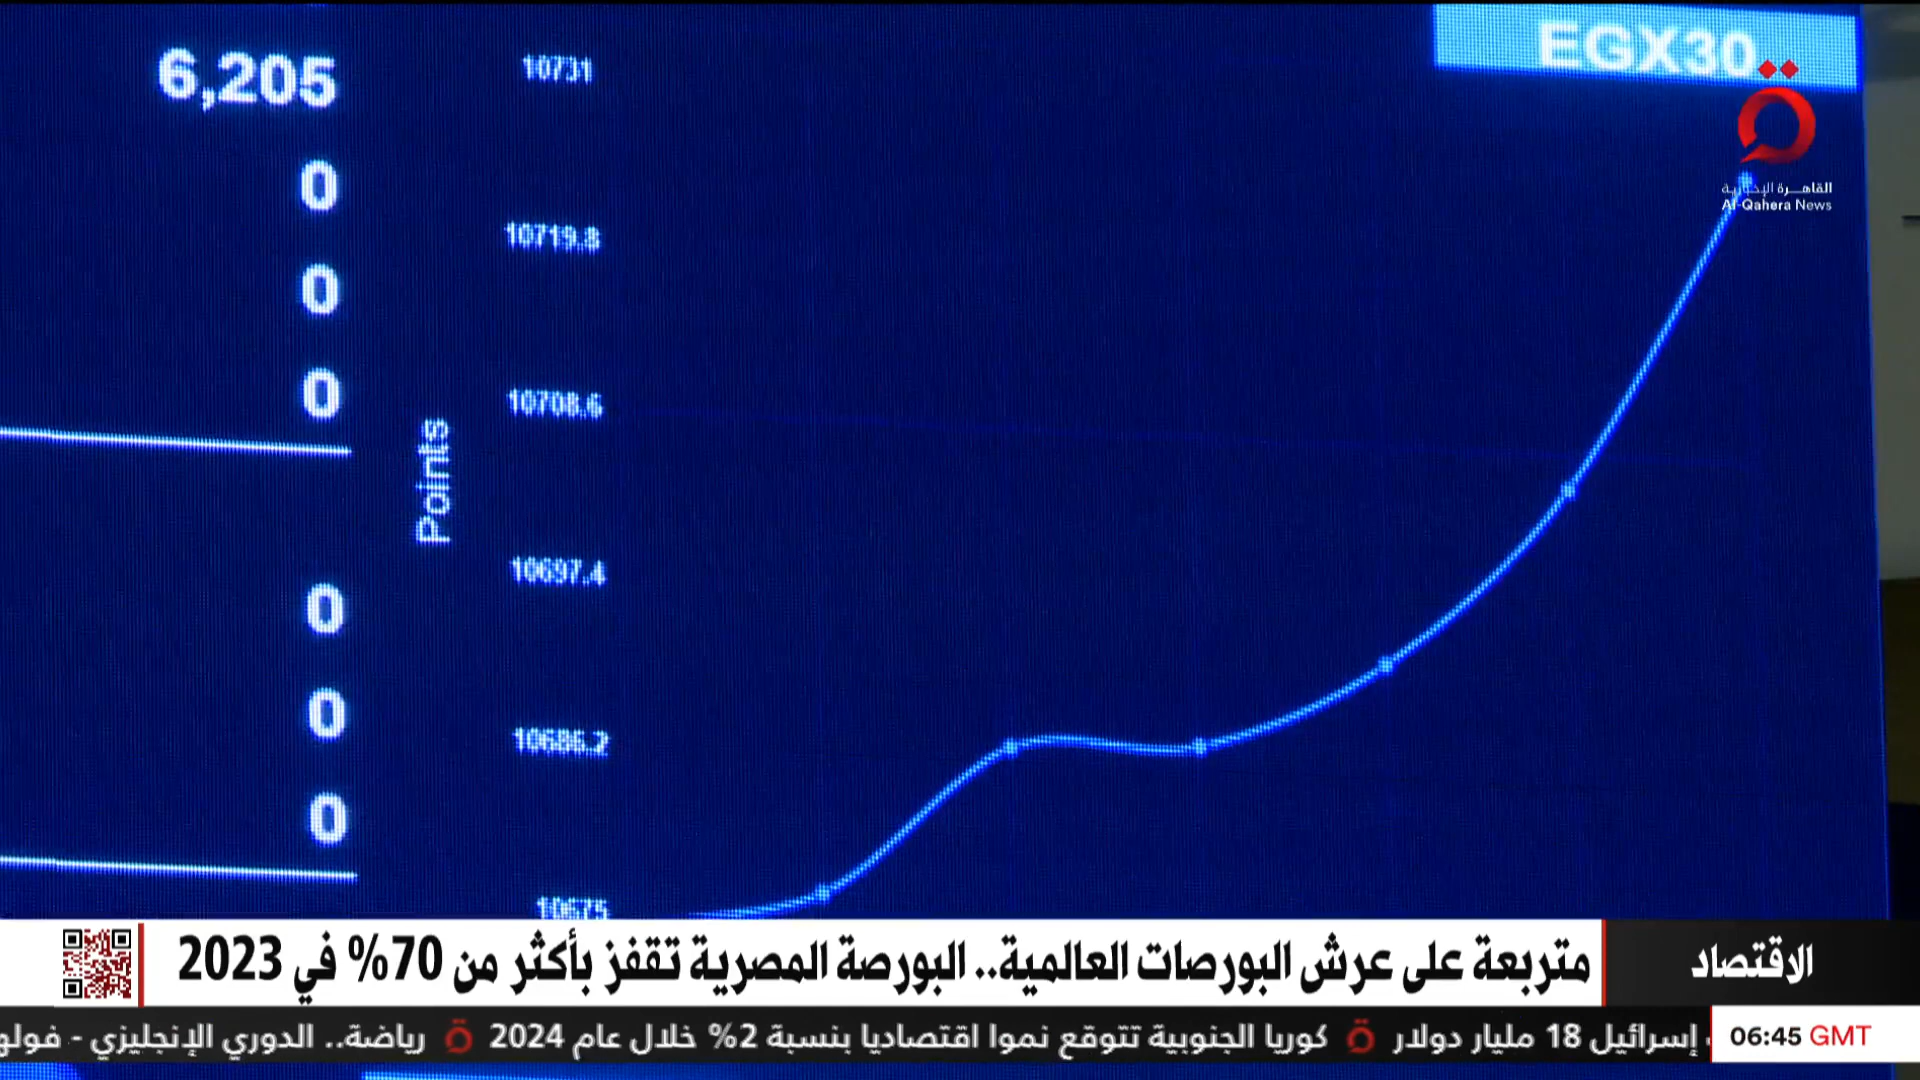 6,205
0
0
0
0
0
0
10731
10719.8
10708.6
10697.4
10686.2
10675
Points
EGX30
القاهرة الإخبارية
Al-Qahera News
الاقتصاد
متربعة على عرش البورصات العالمية.. البورصة المصرية تقفز بأكثر من 70% في 2023
إسرائيل 18 مليار دولار
كوريا الجنوبية تتوقع نموا اقتصاديا بنسبة 2% خلال عام 2024
رياضة.. الدوري الإنجليزي -
06:45 GMT